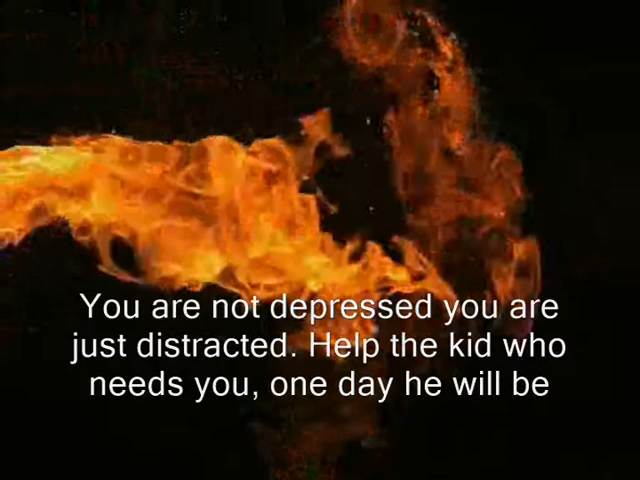 You are not depressed you are
just distracted. Help the kid who
needs you, one day he will be